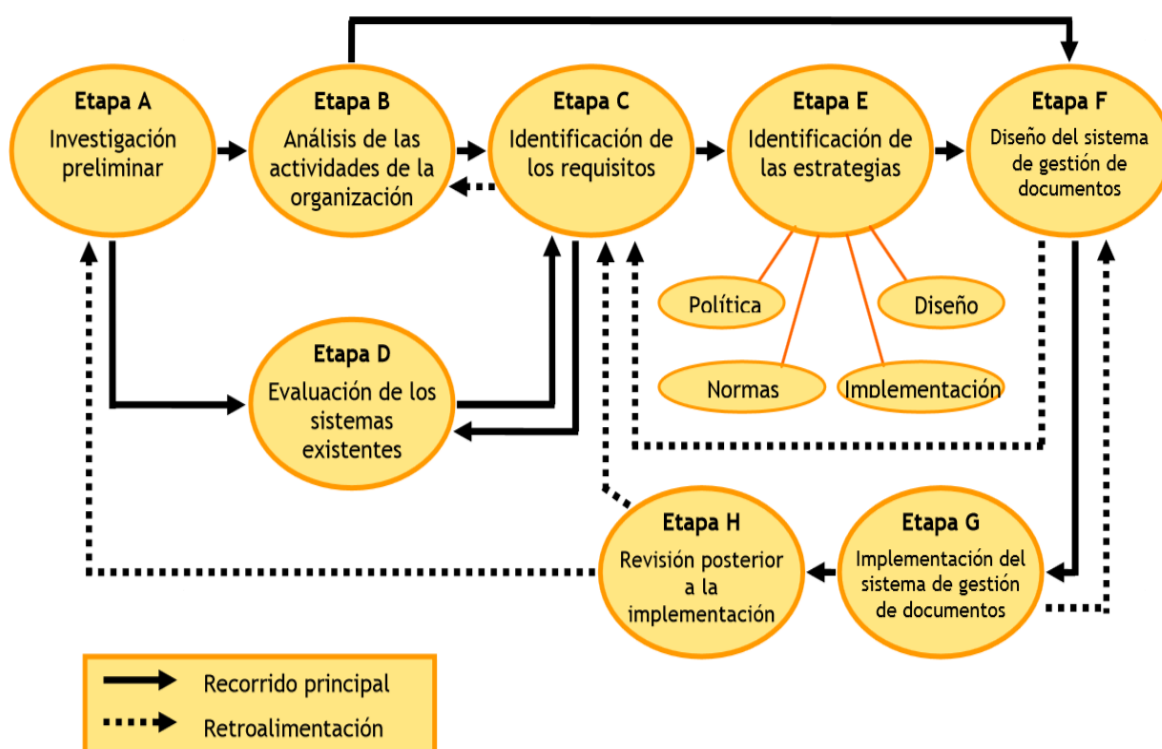 Etapa A
Investigación
preliminar
Etapa B
Análisis de las
actividades de la
organización
Etapa C
Identificación de
los requisitos
Etapa E
Identificación de
las estrategias
Etapa F
Diseño del sistema
de gestión de
documentos
Política
Diseño
Normas
Implementación
Etapa D
Evaluación de los
sistemas
existentes
Etapa H
Revisión posterior
a la
implementación
Etapa G
Implementación del
sistema de gestión
de documentos
Recorrido principal
Retroalimentación